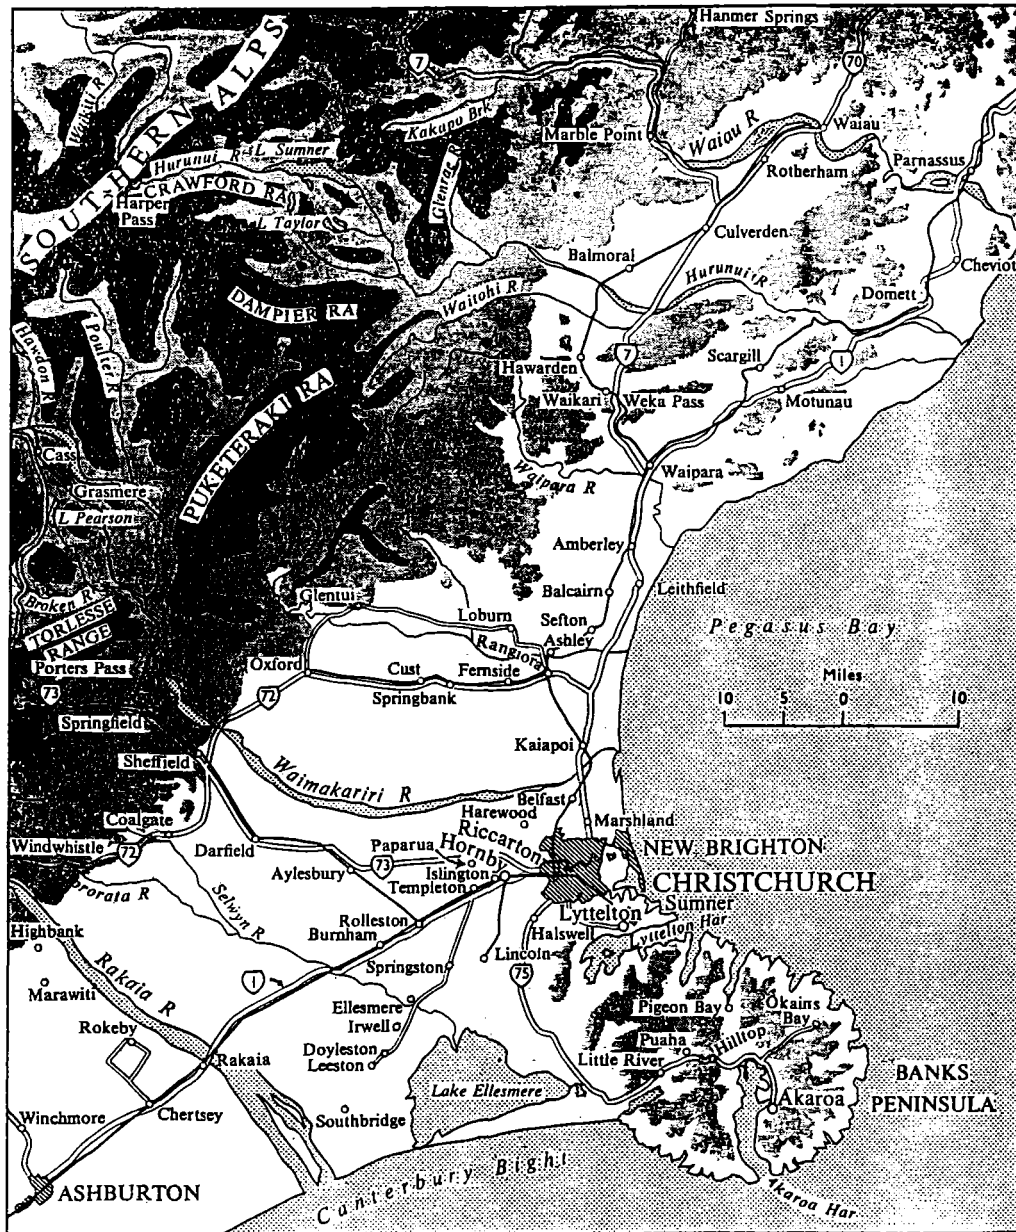 Hanmer Springs
7
70
Waiau R
SOUTHERN ALPS
Kakapo Brk
Marble Point
Waiau R
Waiau
Hurunui R
L Sumner
Parnassus
Rotherham
CRAWFORD RA
Harper
Pass
Glenrae R
L Taylor
Culverden
Balmoral
Cheviot
Hurunui R
DAMPIER RA
Waitohi R
Domett
Hawdon R
Poulter R
7
Scargill
1
Hawarden
Waikari
Weka Pass
Motunau
PUKETERAKI RA
Cass
Waipara
Waipara R
Grasmere
L Pearson
Amberley
Balcairn
Leithfield
Broken R
Glentui
Loburn
Sefton
Ashley
Pegasus Bay
TORLESSE
RANGE
Rangiora
Porters Pass
Oxford
Cust
Fernside
Miles
73
72
Springbank
10
5
0
10
Springfield
Kaiapoi
Sheffield
Waimakariri R
Belfast
Harewood
Coalgate
Marshland
Windwhistle
72
Darfield
Paparua
Riccarton
NEW BRIGHTON
73
Hornby
Aylesbury
Islington
CHRISTCHURCH
Templeton
Selwyn R
Sumner
Rolleston
Lyttelton
Highbank
Burnham
Halswell
Lyttelton Har
Lincoln
Rakaia R
Springston
75
1
Marawiti
Ellesmere
Pigeon Bay
Okains
Bay
Rokeby
Irwell
Puaha
Hilltop
Doyleston
Little River
Rakaia
Leeston
BANKS
PENINSULA
Lake Ellesmere
Akaroa
Winchmore
Chertsey
Southbridge
ASHBURTON
Canterbury Bight
Akaroa Har